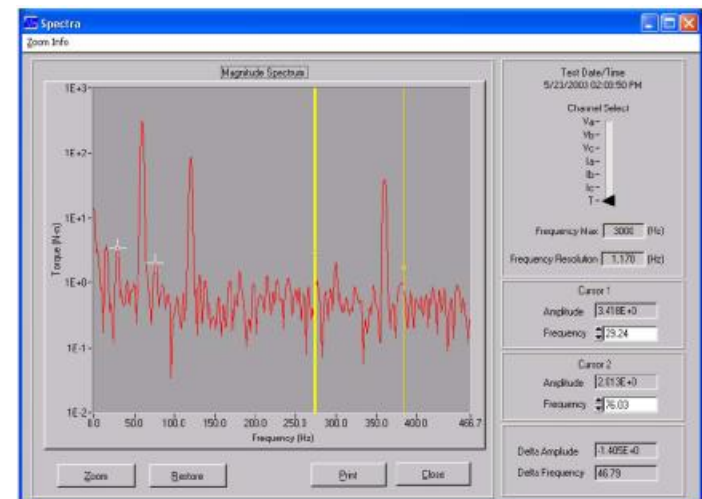 Spectra
Zoom Info
Magnitude Spectrum
1E+3
1E+2
1E+1
1E+0
1E-1
1E-2
Torque (N-m)
0.0 50.0 100.0 150.0 200.0 250.0 300.0 350.0 400.0 466.7
Frequency (Hz)
Zoom Restore Print Close
Test Date/Time
5/23/2003 02:03:50 PM
Channel Select
Va
Vb
Vc
Ia
Ib
Ic
T
Frequency Max 3000 (Hz)
Frequency Resolution 1.170 (Hz)
Cursor 1
Amplitude 3.418E+0
Frequency 29.24
Cursor 2
Amplitude 2.013E+0
Frequency 76.03
Delta Amplitude -1.405E+0
Delta Frequency 46.79